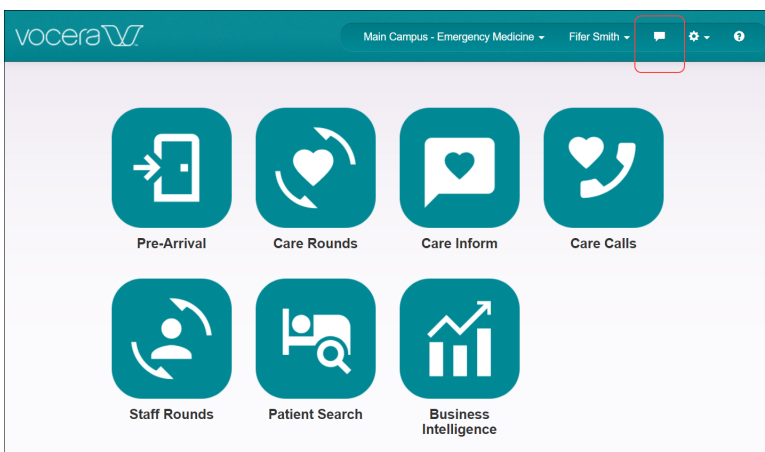 vocera
Main Campus - Emergency Medicine
Fifer Smith
?
Pre-Arrival
Care Rounds
Care Inform
Care Calls
Staff Rounds
Patient Search
Business
Intelligence